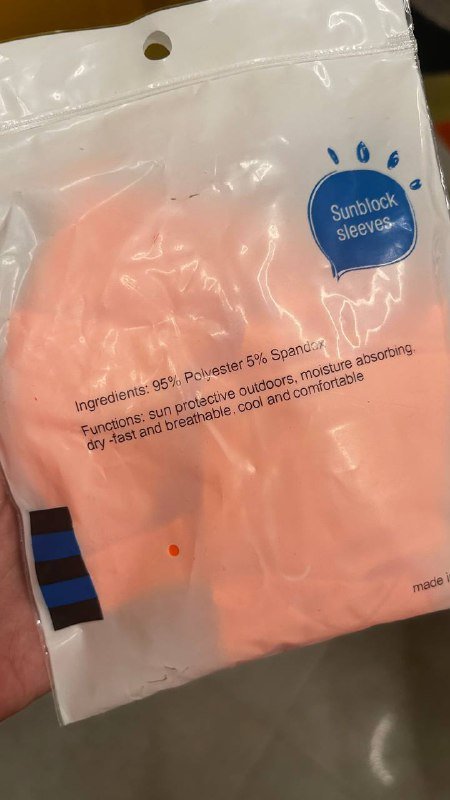 Sunblock
sleeves
Ingredients: 95% Polyester 5% Spandex
Functions: sun protective outdoors, moisture absorbing,
dry -fast and breathable, cool and comfortable
made